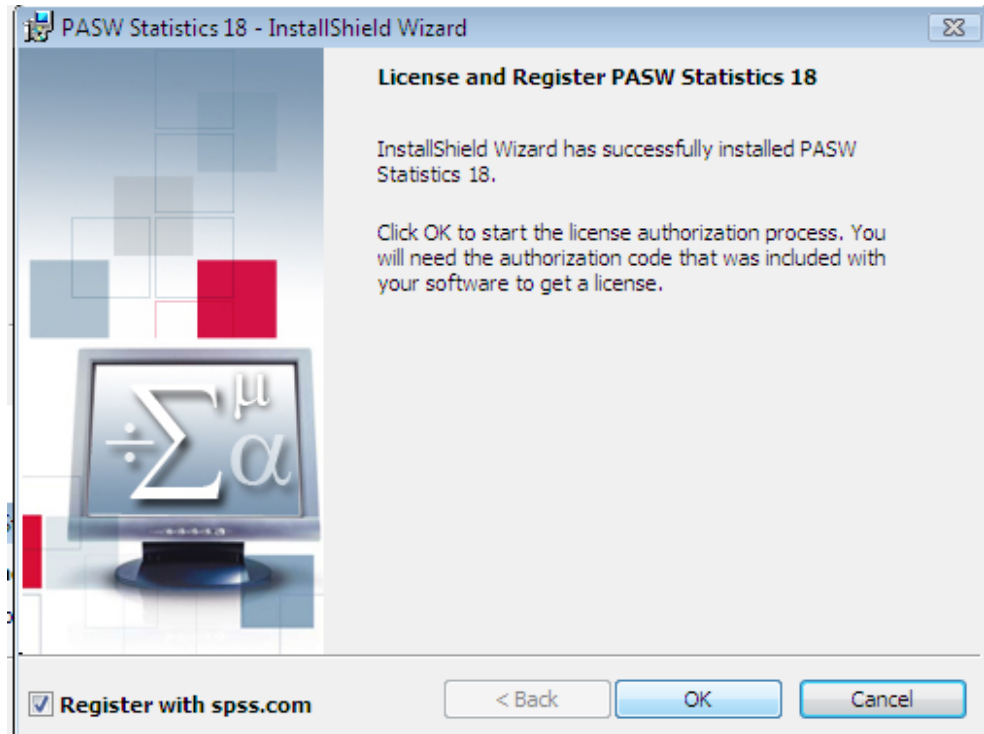 PASW Statistics 18 - InstallShield Wizard
License and Register PASW Statistics 18
InstallShield Wizard has successfully installed PASW
Statistics 18.
Click OK to start the license authorization process. You
will need the authorization code that was included with
your software to get a license.
÷Σμα
Register with spss.com
< Back
OK
Cancel